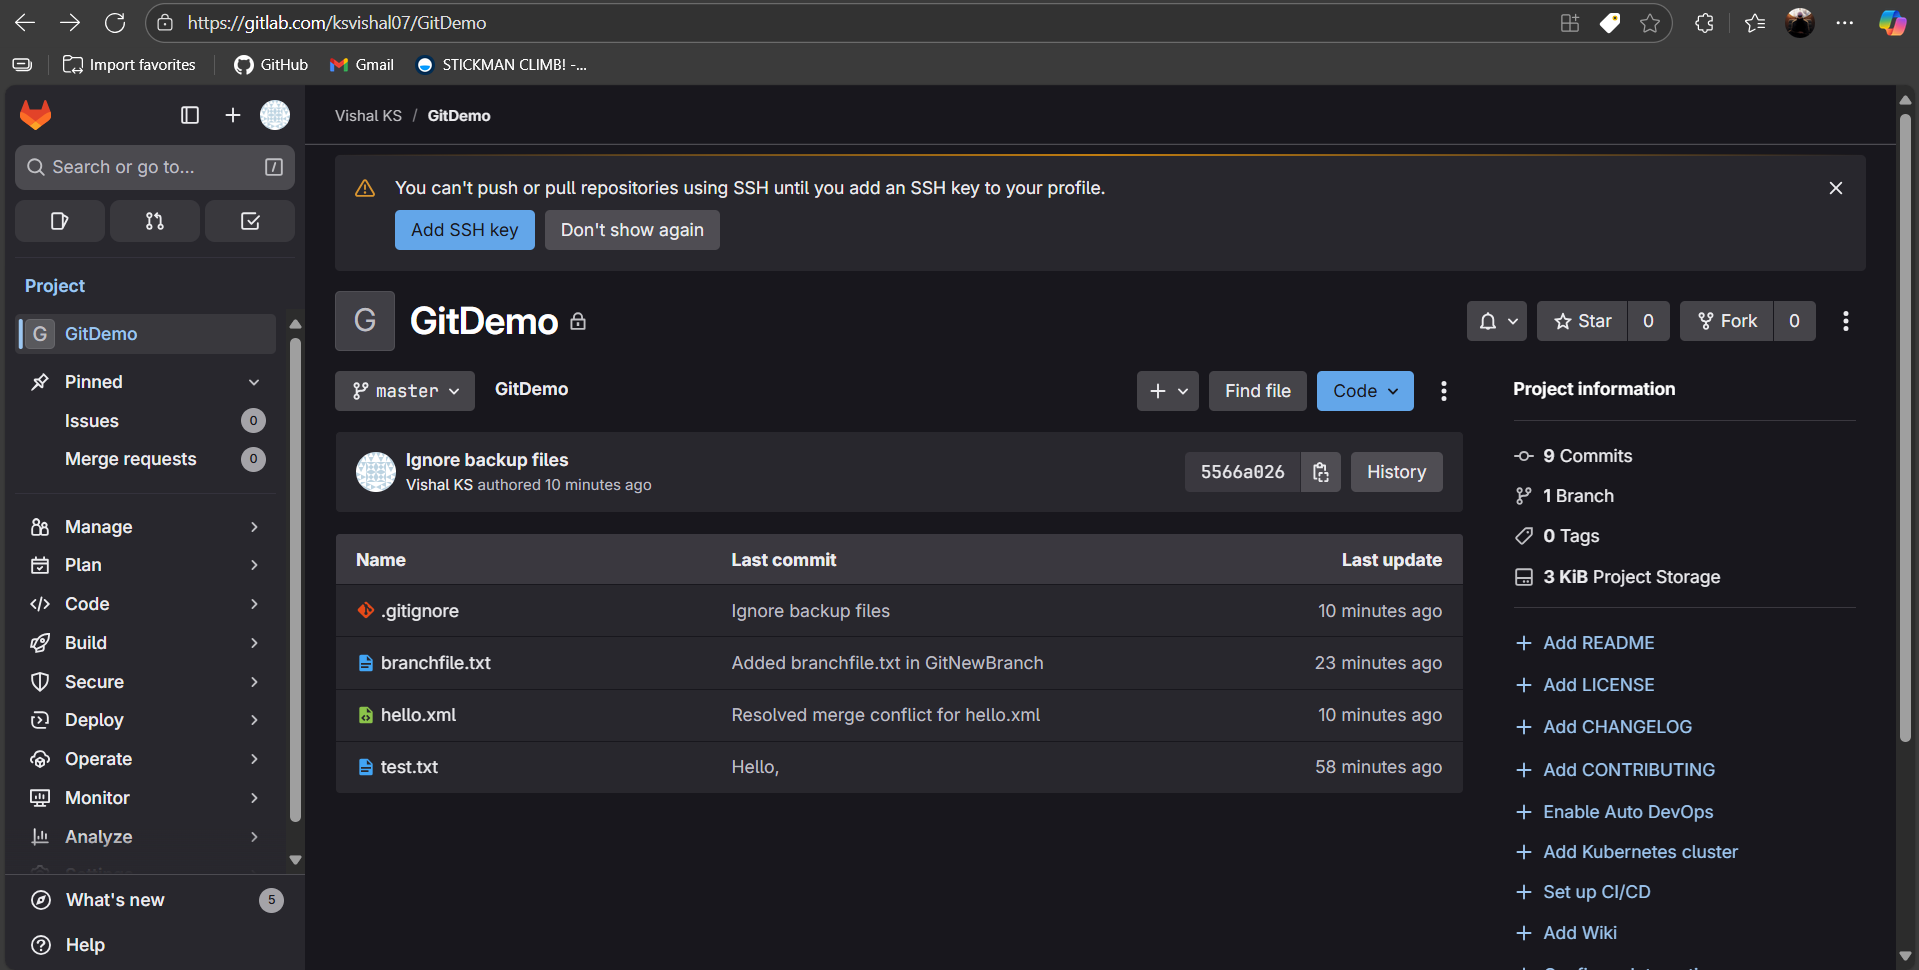 https://gitlab.com/ksvishal07/GitDemo
Import favorites
GitHub
Gmail
STICKMAN CLIMB! -...
Vishal KS / GitDemo
Search or go to...
/
You can't push or pull repositories using SSH until you add an SSH key to your profile.
Add SSH key
Don't show again
Project
G GitDemo
Pinned
Issues 0
Merge requests 0
Manage
Plan
Code
Build
Secure
Deploy
Operate
Monitor
Analyze
What's new 5
Help
G GitDemo
Star 0
Fork 0
master
GitDemo
Find file
Code
Ignore backup files
Vishal KS authored 10 minutes ago
5566a026
History
Name Last commit Last update
.gitignore Ignore backup files 10 minutes ago
branchfile.txt Added branchfile.txt in GitNewBranch 23 minutes ago
hello.xml Resolved merge conflict for hello.xml 10 minutes ago
test.txt Hello, 58 minutes ago
Project information
9 Commits
1 Branch
0 Tags
3 KiB Project Storage
Add README
Add LICENSE
Add CHANGELOG
Add CONTRIBUTING
Enable Auto DevOps
Add Kubernetes cluster
Set up CI/CD
Add Wiki